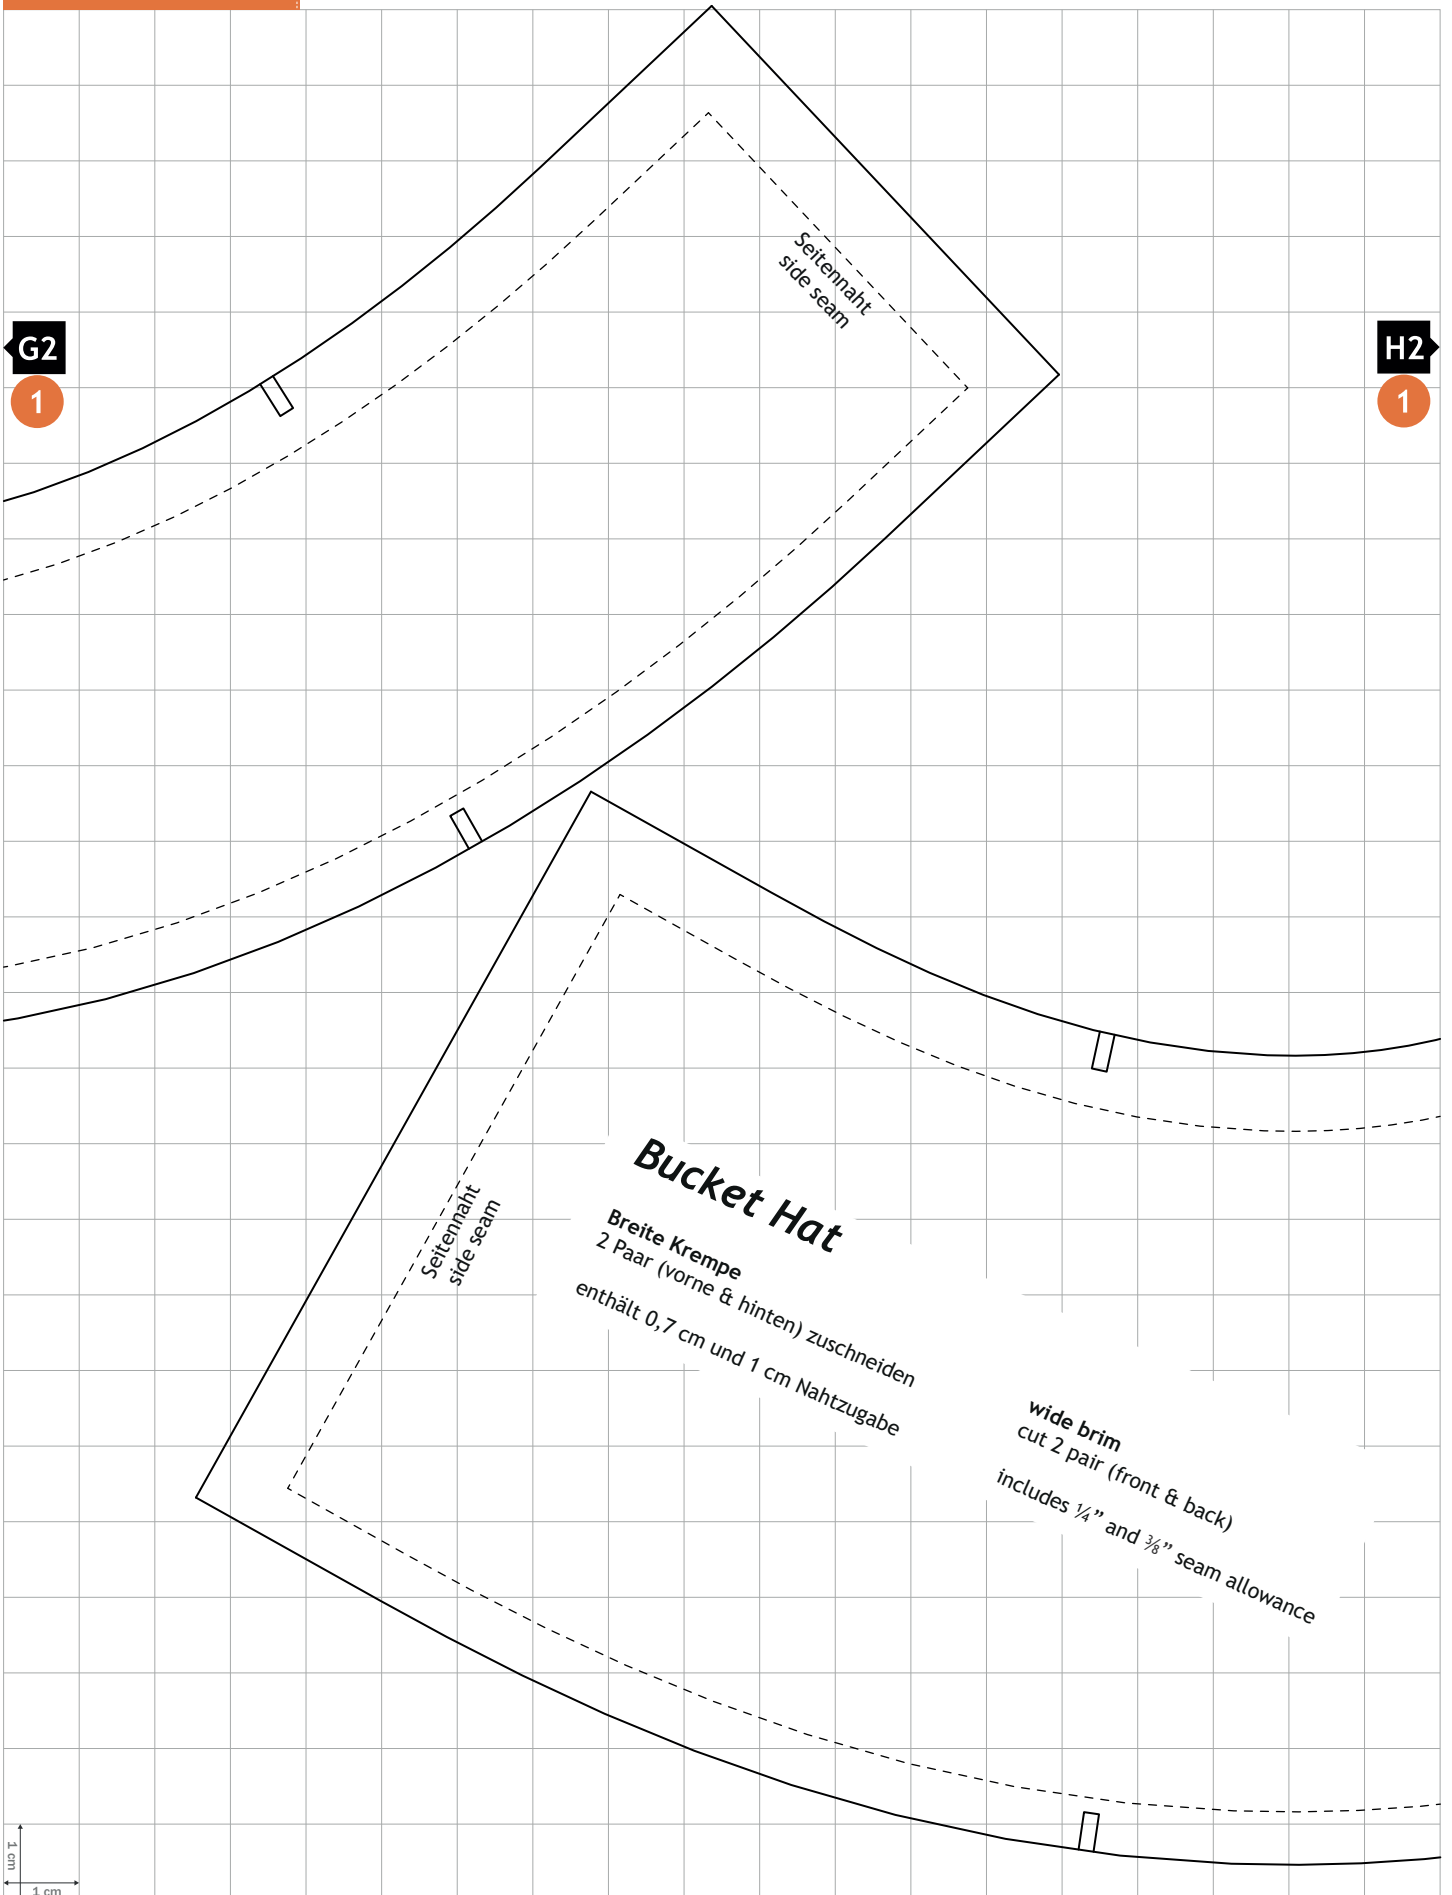 Seitennaht
side seam
G2
1
H2
1
Seitennaht
side seam
Bucket Hat
Breite Krempe
2 Paar (vorne & hinten) zuschneiden
enthält 0,7 cm und 1 cm Nahtzugabe
wide brim
cut 2 pair (front & back)
includes ¼” and ⅜” seam allowance
1 cm
1 cm